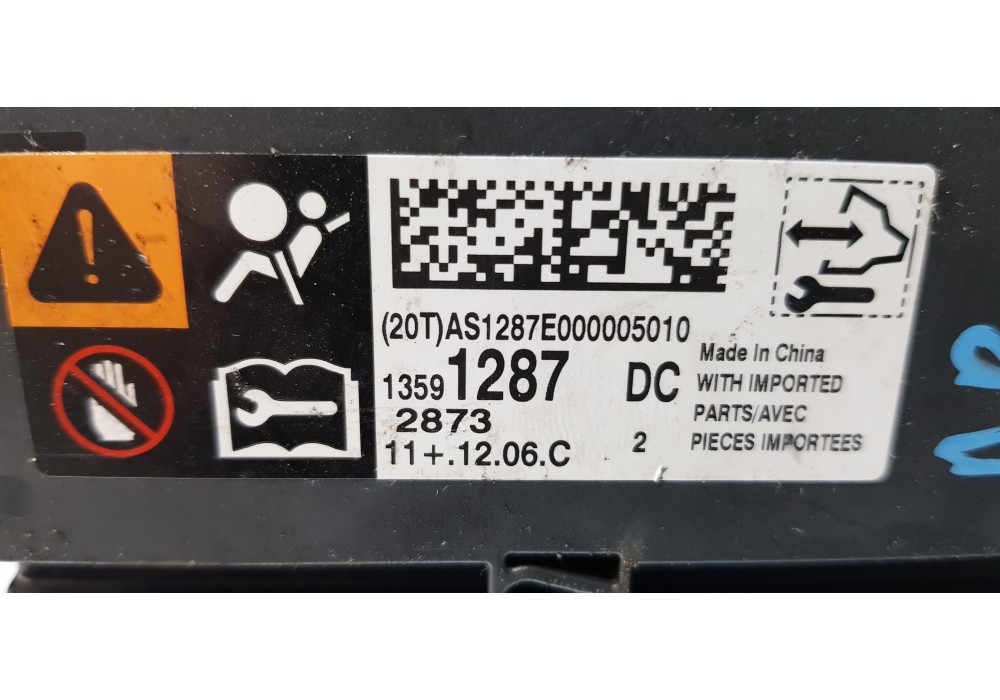 (20T)AS1287E000005010
13591287 DC
2873
11+.12.06.C 2
Made In China
WITH IMPORTED
PARTS/AVEC
PIECES IMPORTEES